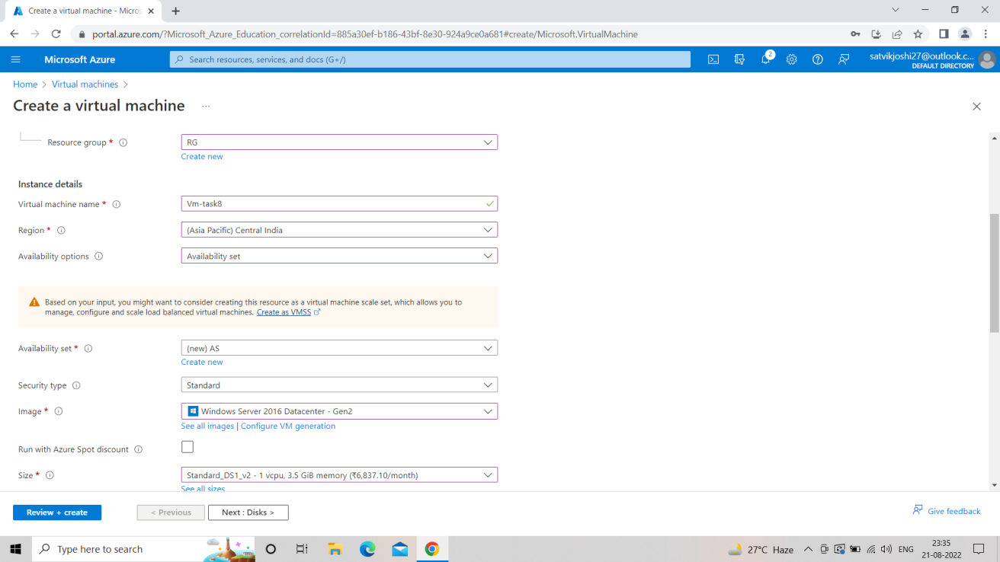 Create a virtual machine - Micros
portal.azure.com/?Microsoft_Azure_Education_correlationId=885a30ef-b186-43bf-8e30-924a9ce0a681#create/Microsoft.VirtualMachine
Microsoft Azure
Search resources, services, and docs (G+/)
2
satvikjoshi27@outlook.c...
DEFAULT DIRECTORY
Home > Virtual machines >
Create a virtual machine ...
Resource group *
RG
Create new
Instance details
Virtual machine name *
Vm-task8
Region *
(Asia Pacific) Central India
Availability options
Availability set
Based on your input, you might want to consider creating this resource as a virtual machine scale set, which allows you to
manage, configure and scale load balanced virtual machines. Create as VMSS
Availability set *
(new) AS
Create new
Security type
Standard
Image *
Windows Server 2016 Datacenter - Gen2
See all images | Configure VM generation
Run with Azure Spot discount
Size *
Standard_DS1_v2 - 1 vcpu, 3.5 GiB memory (₹6,837.10/month)
See all sizes
Review + create
< Previous
Next : Disks >
Give feedback
Type here to search
27°C Haze
ENG
23:35
21-08-2022